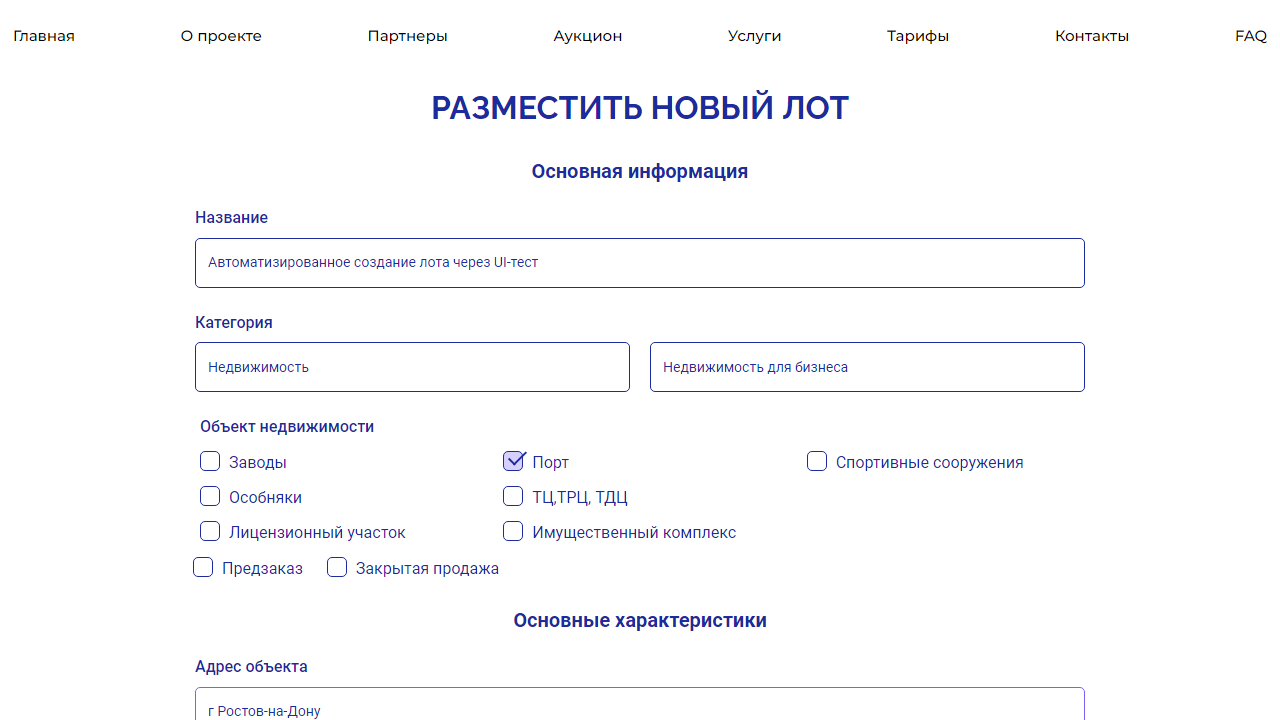 Главная О проекте Партнеры Аукцион Услуги Тарифы Контакты FAQ
РАЗМЕСТИТЬ НОВЫЙ ЛОТ
Основная информация
Название
Автоматизированное создание лота через UI-тест
Категория
Недвижимость Недвижимость для бизнеса
Объект недвижимости
Заводы Порт Спортивные сооружения
Особняки ТЦ,ТРЦ, ТДЦ
Лицензионный участок Имущественный комплекс
Предзаказ Закрытая продажа
Основные характеристики
Адрес объекта
г Ростов-на-Дону